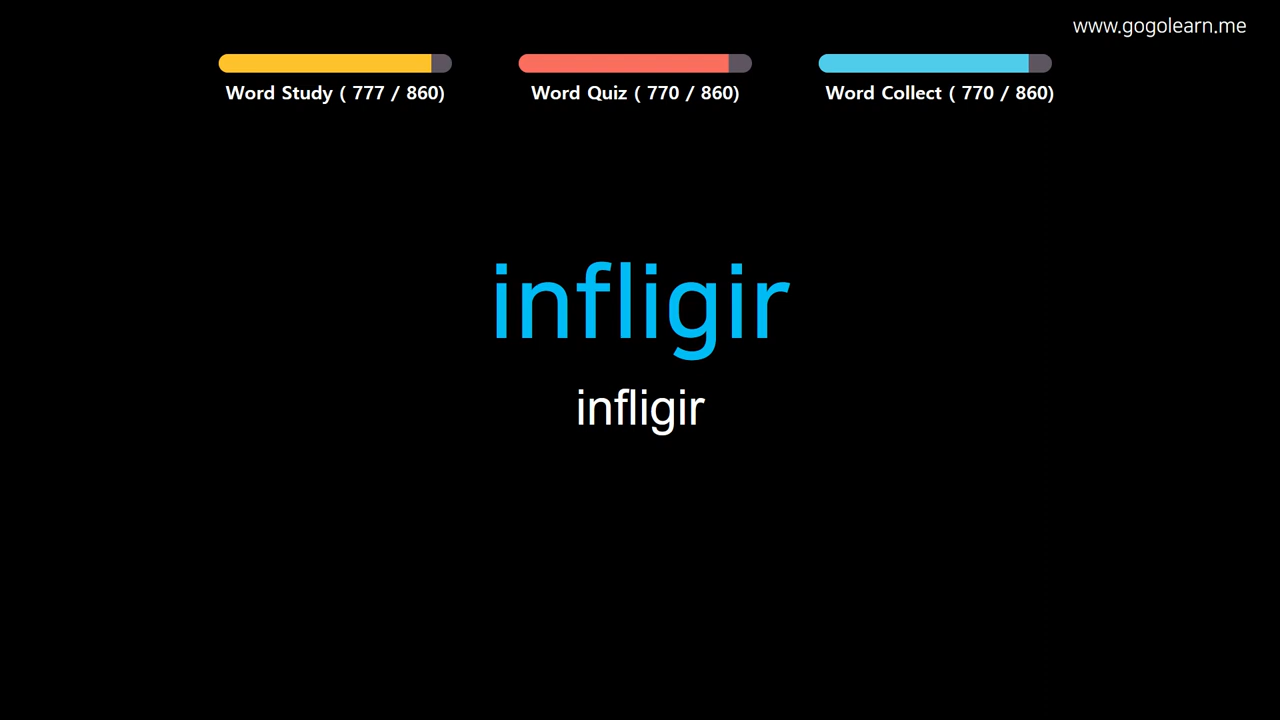 www.gogolearn.me
Word Study ( 777 / 860)
Word Quiz ( 770 / 860)
Word Collect ( 770 / 860)
infligir
infligir